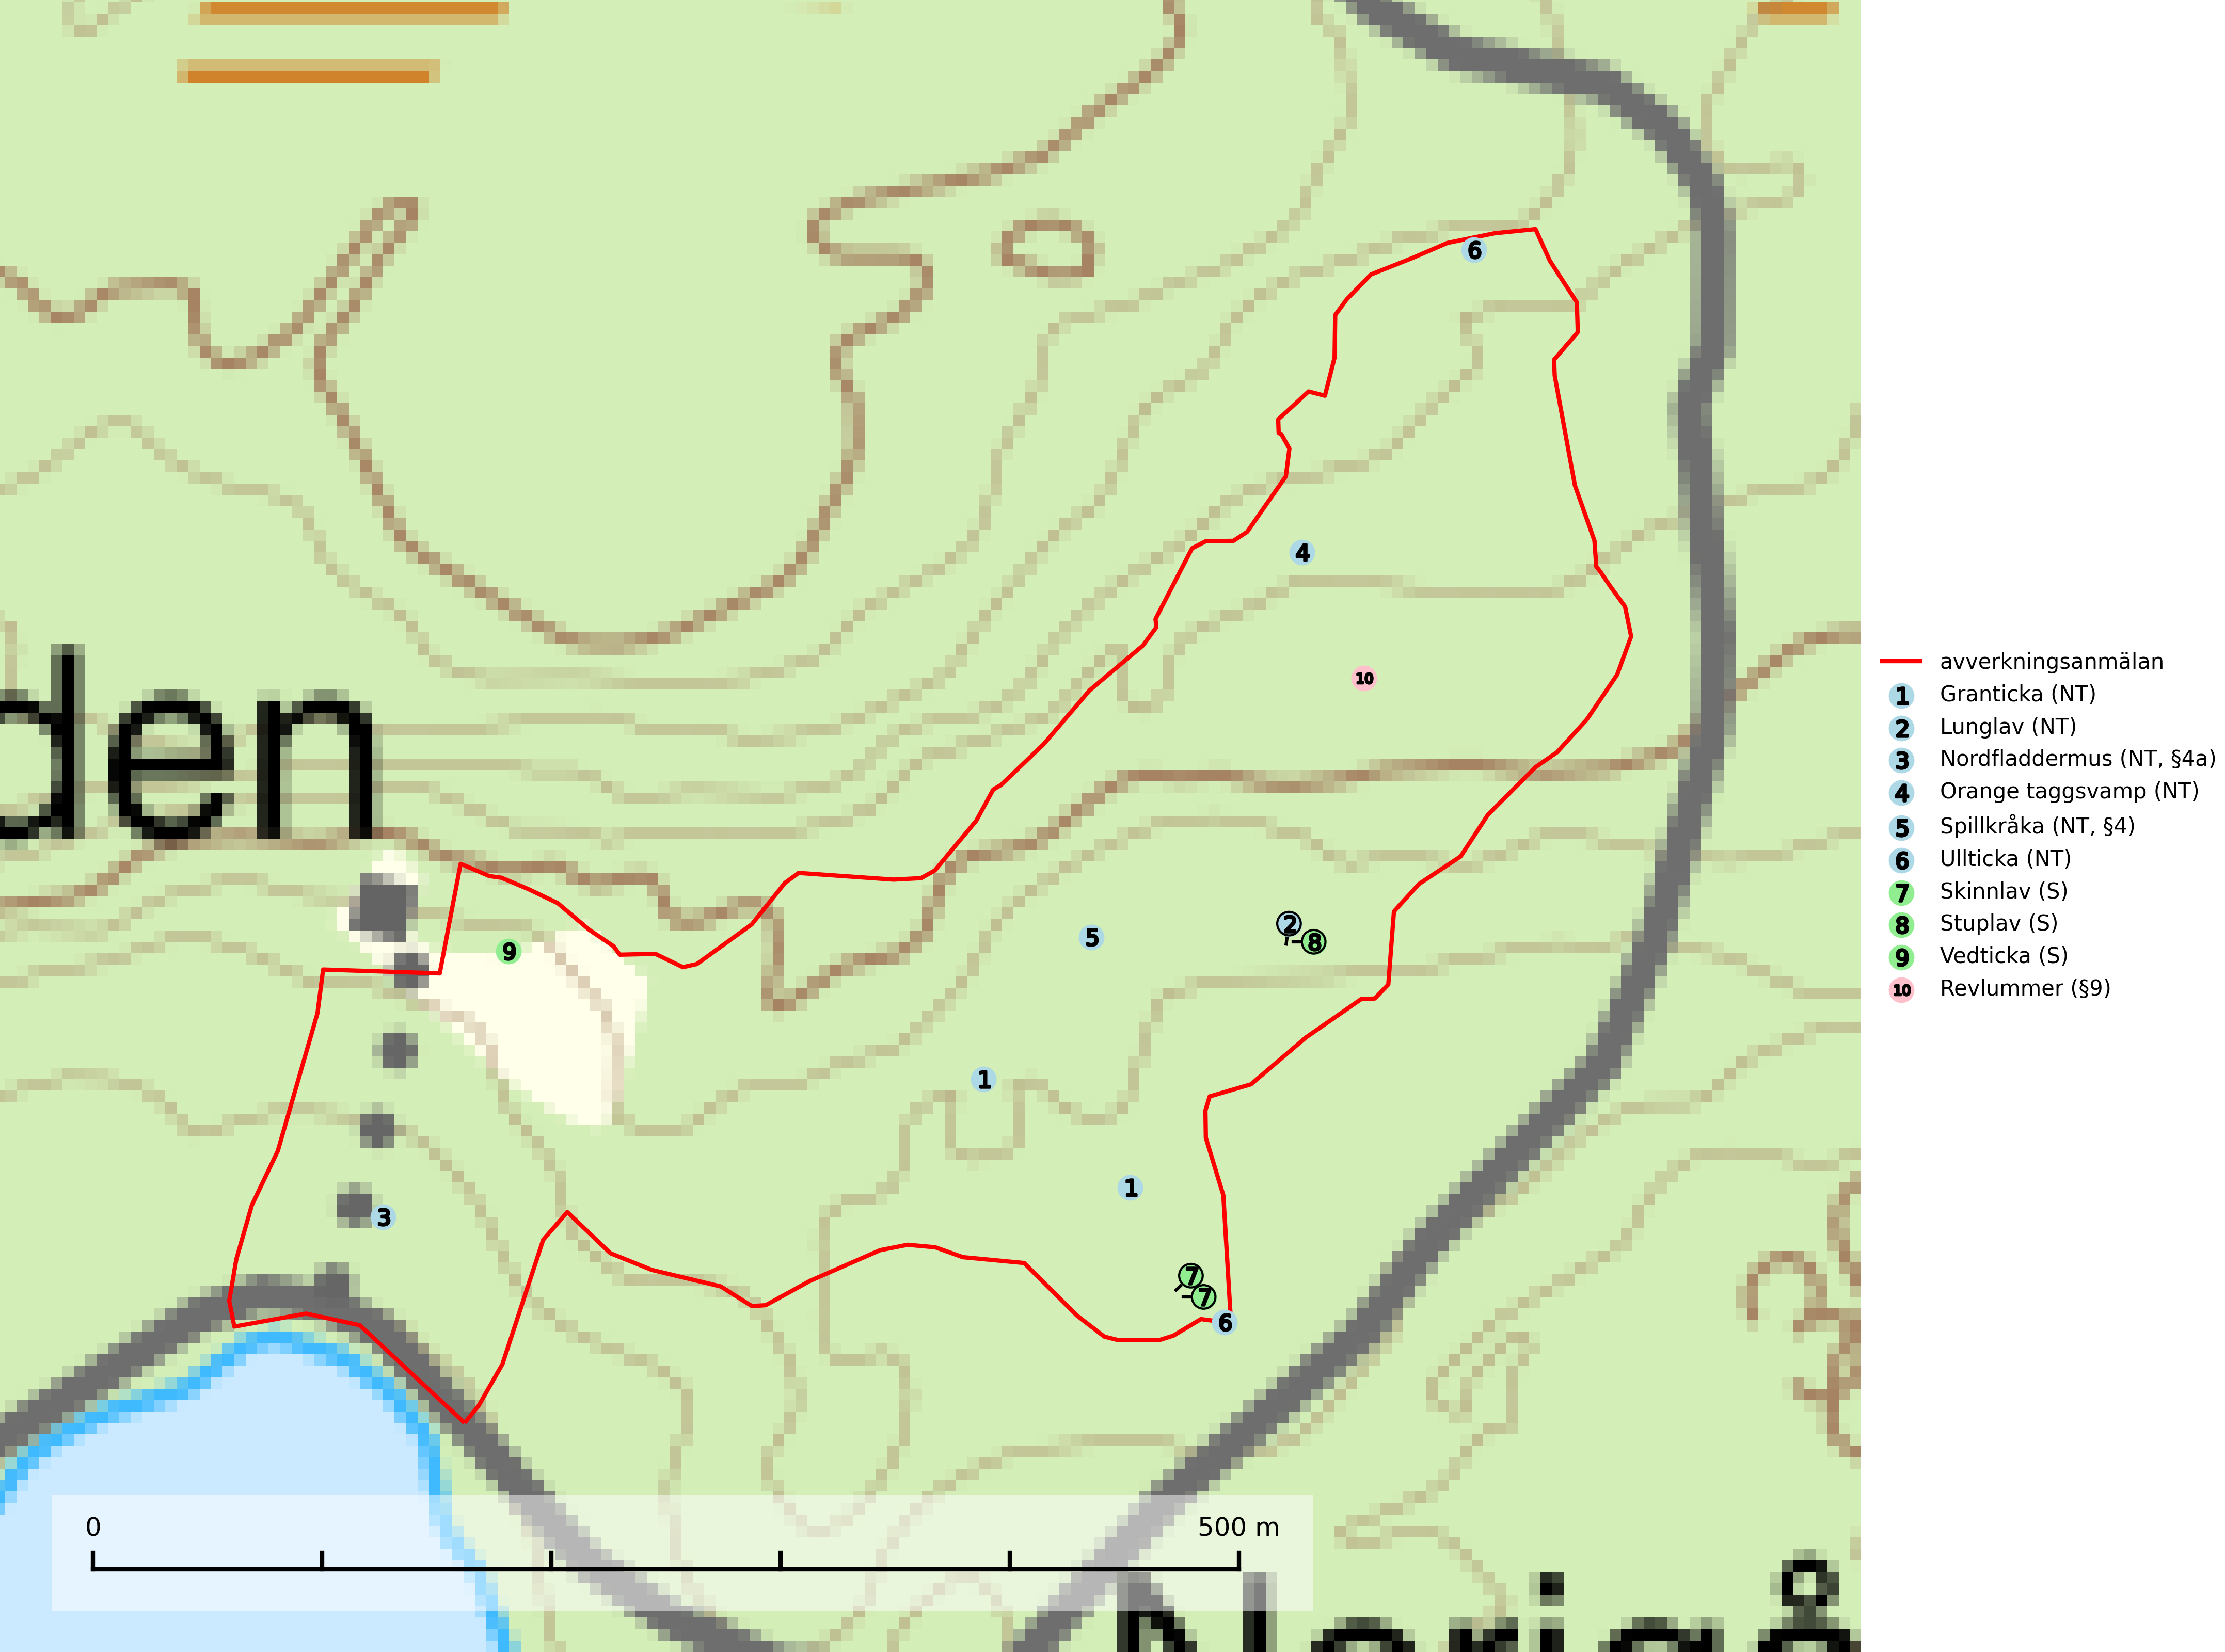 6
4
10
den
5
2
8
9
1
1
3
7
7
6
0 500 m
avverkningsanmälan
1 Granticka (NT)
2 Lunglav (NT)
3 Nordfladdermus (NT, §4a)
4 Orange taggsvamp (NT)
5 Spillkråka (NT, §4)
6 Ullticka (NT)
7 Skinnlav (S)
8 Stuplav (S)
9 Vedticka (S)
10 Revlummer (§9)